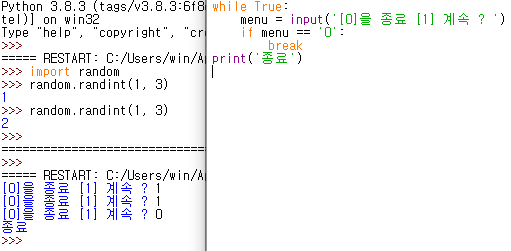 Python 3.8.3 (tags/v3.8.3:6f8
tel)] on win32
Type "help", "copyright", "cre
>>>
===== RESTART: C:/Users/win/Ap
>>> import random
>>> random.randint(1, 3)
1
>>> random.randint(1, 3)
2
>>>
==============================
>>>
===== RESTART: C:/Users/win/Ap
[0]을 종료 [1] 계속 ? 1
[0]을 종료 [1] 계속 ? 1
[0]을 종료 [1] 계속 ? 0
종료
>>>
while True:
    menu = input('[0]을 종료 [1] 계속 ? ')
    if menu == '0':
        break
print('종료')